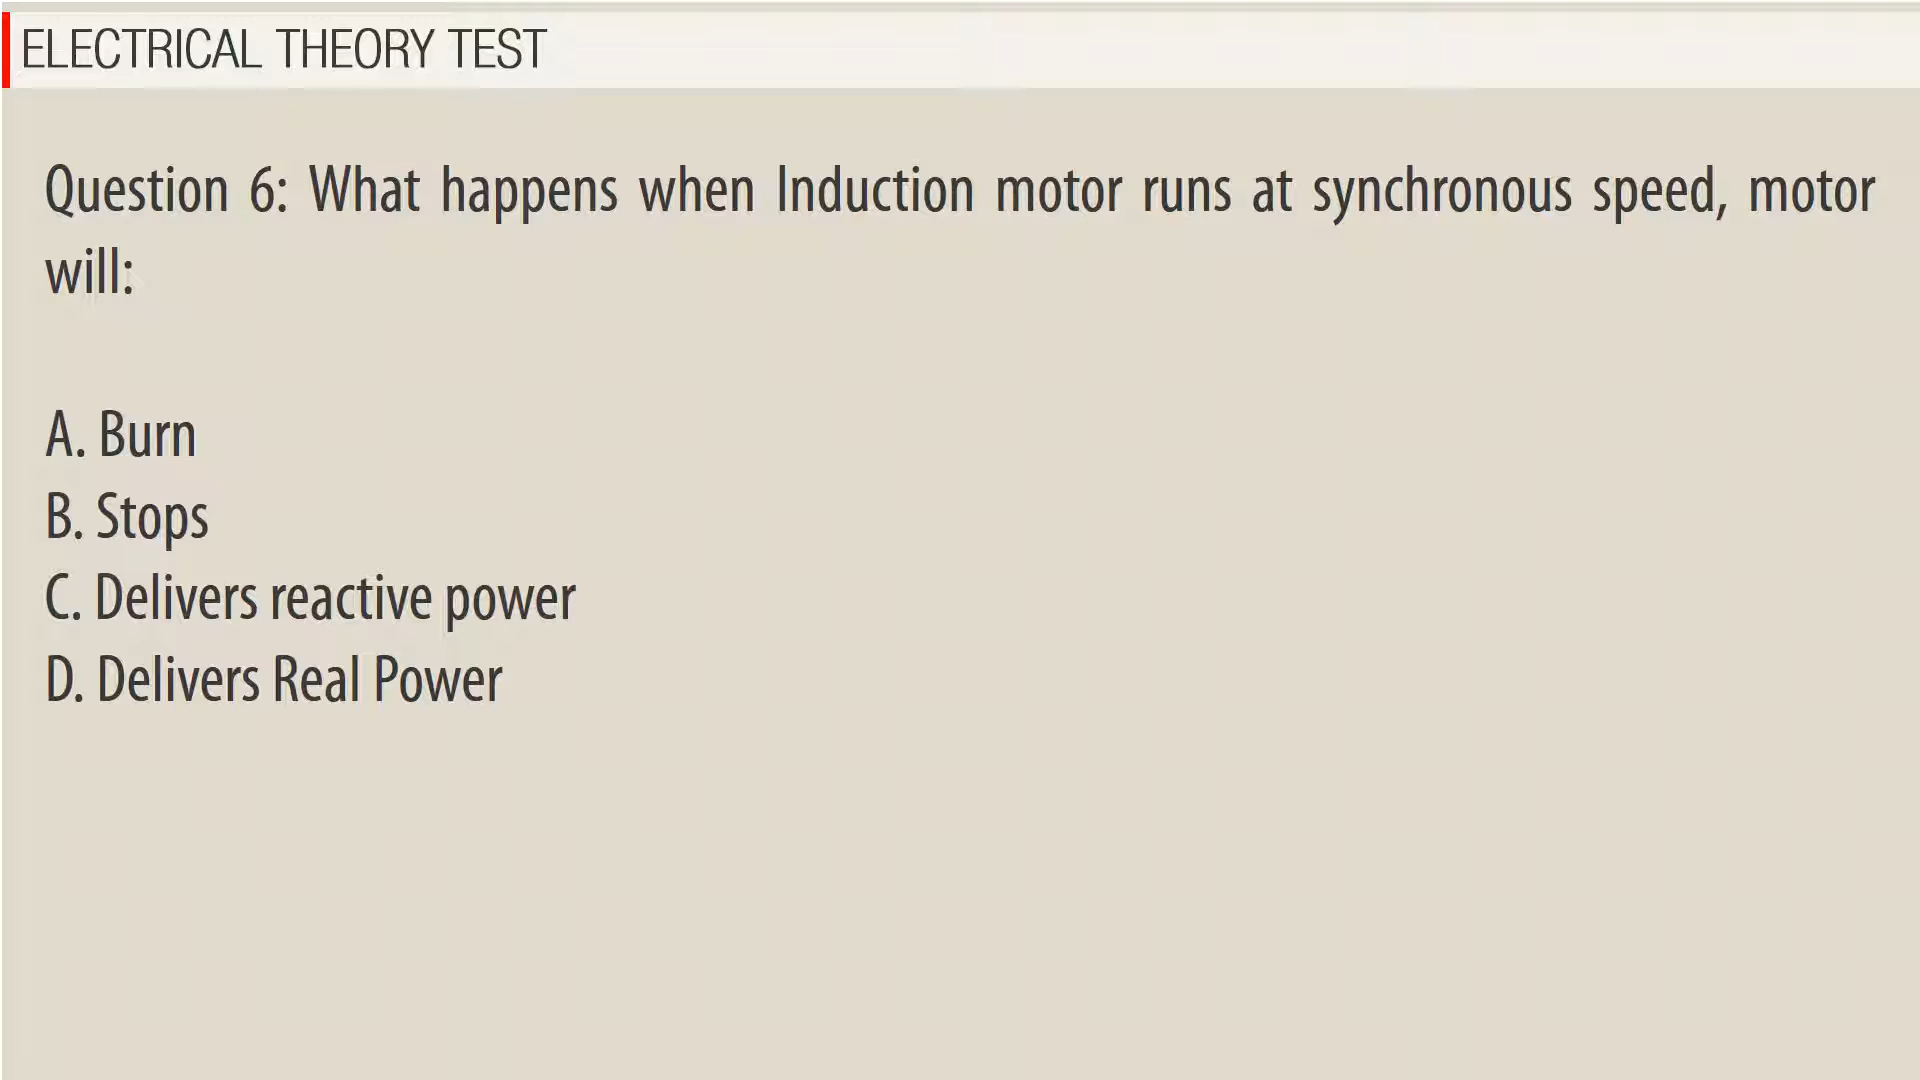 ELECTRICAL THEORY TEST
Question 6: What happens when Induction motor runs at synchronous speed, motor
will:
A. Burn
B. Stops
C. Delivers reactive power
D. Delivers Real Power